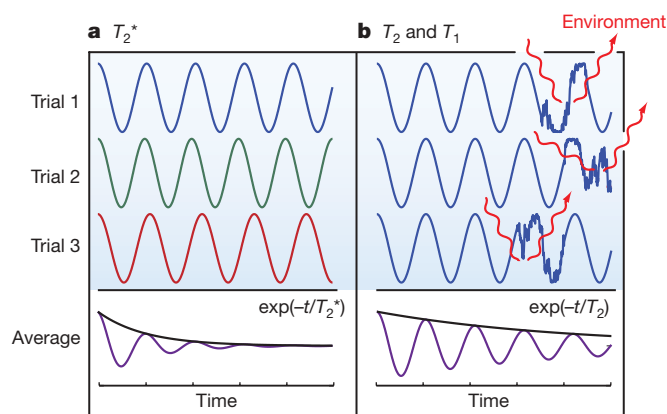 a T₂*
b T₂ and T₁
Environment
Trial 1
Trial 2
Trial 3
exp(–t/T₂*)
exp(–t/T₂)
Average
Time
Time